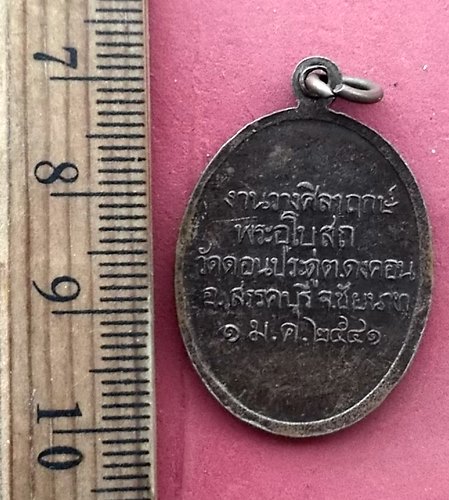 7
8
9
10
งานวางศิลาฤกษ์
พระอุโบสถ
วัดดอนประดู่ต.ดงคอน
อ.สรรคบุรี จ.ชัยนาท
๑ ม.ค.๒๕๔๑